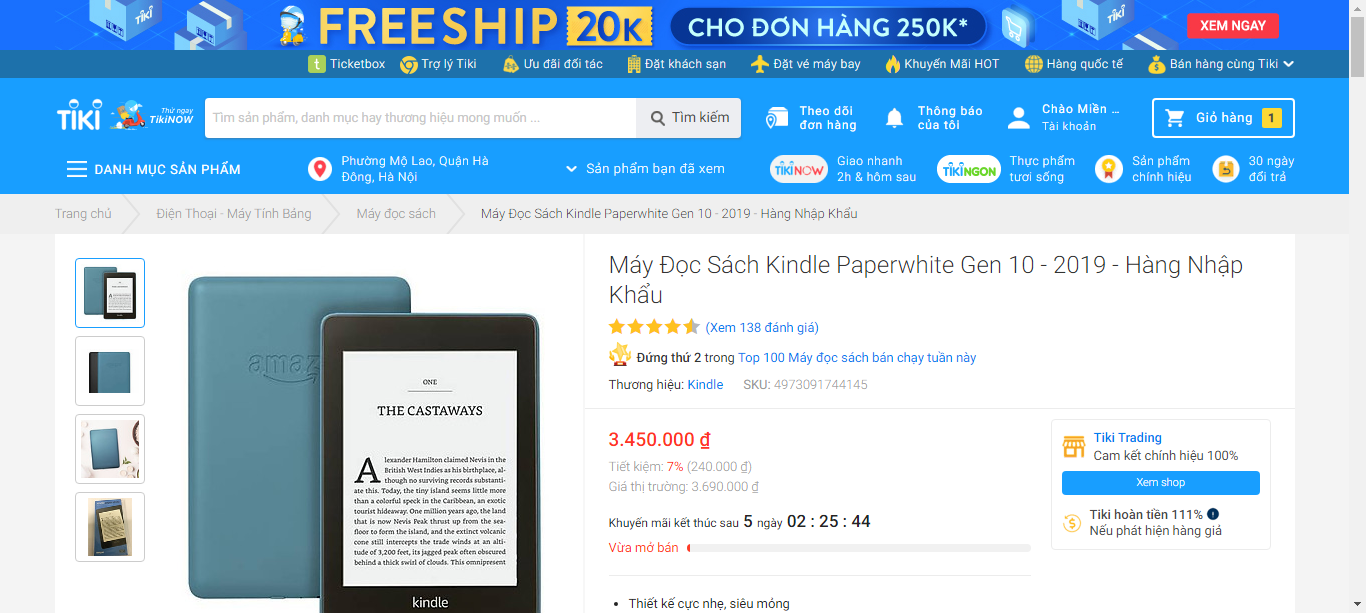 FREESHIP 20K CHO ĐƠN HÀNG 250K* XEM NGAY
Ticketbox Trợ lý Tiki Ưu đãi đối tác Đặt khách sạn Đặt vé máy bay Khuyến Mãi HOT Hàng quốc tế Bán hàng cùng Tiki
TIKI
Thử ngay
TikiNOW
Tìm sản phẩm, danh mục hay thương hiệu mong muốn ...
Tìm kiếm
Theo dõi
đơn hàng
Thông báo
của tôi
Chào Miền ...
Tài khoản
Giỏ hàng 1
DANH MỤC SẢN PHẨM
Phường Mộ Lao, Quận Hà
Đông, Hà Nội
Sản phẩm bạn đã xem
TIKINOW
Giao nhanh
2h & hôm sau
TIKINGON
Thực phẩm
tươi sống
Sản phẩm
chính hiệu
30 ngày
đổi trả
Trang chủ Điện Thoại - Máy Tính Bảng Máy đọc sách Máy Đọc Sách Kindle Paperwhite Gen 10 - 2019 - Hàng Nhập Khẩu
amaz
ONE
THE CASTAWAYS
Alexander Hamilton claimed Nevis in the
British West Indies as his birthplace, al-
though no surviving records substanti-
ate this. Today, the tiny island seems little more
than a colorful speck in the Caribbean, an exotic
tourist hideaway. One million years ago, the land
that is now Nevis Peak thrust up from the sea-
floor to form the island, and the extinct volcanic
cone still intercepts the trade winds at an alti-
tude of 3,200 feet, its jagged peak often obscured
behind a thick swirl of clouds. This omnipresent
kindle
Máy Đọc Sách Kindle Paperwhite Gen 10 - 2019 - Hàng Nhập
Khẩu
(Xem 138 đánh giá)
Đứng thứ 2 trong Top 100 Máy đọc sách bán chạy tuần này
Thương hiệu: Kindle SKU: 4973091744145
3.450.000 ₫
Tiết kiệm: 7% (240.000 ₫)
Giá thị trường: 3.690.000 ₫
Khuyến mãi kết thúc sau 5 ngày 02 : 25 : 44
Vừa mở bán
Thiết kế cực nhẹ, siêu mỏng
Tiki Trading
Cam kết chính hiệu 100%
Xem shop
Tiki hoàn tiền 111%
Nếu phát hiện hàng giả